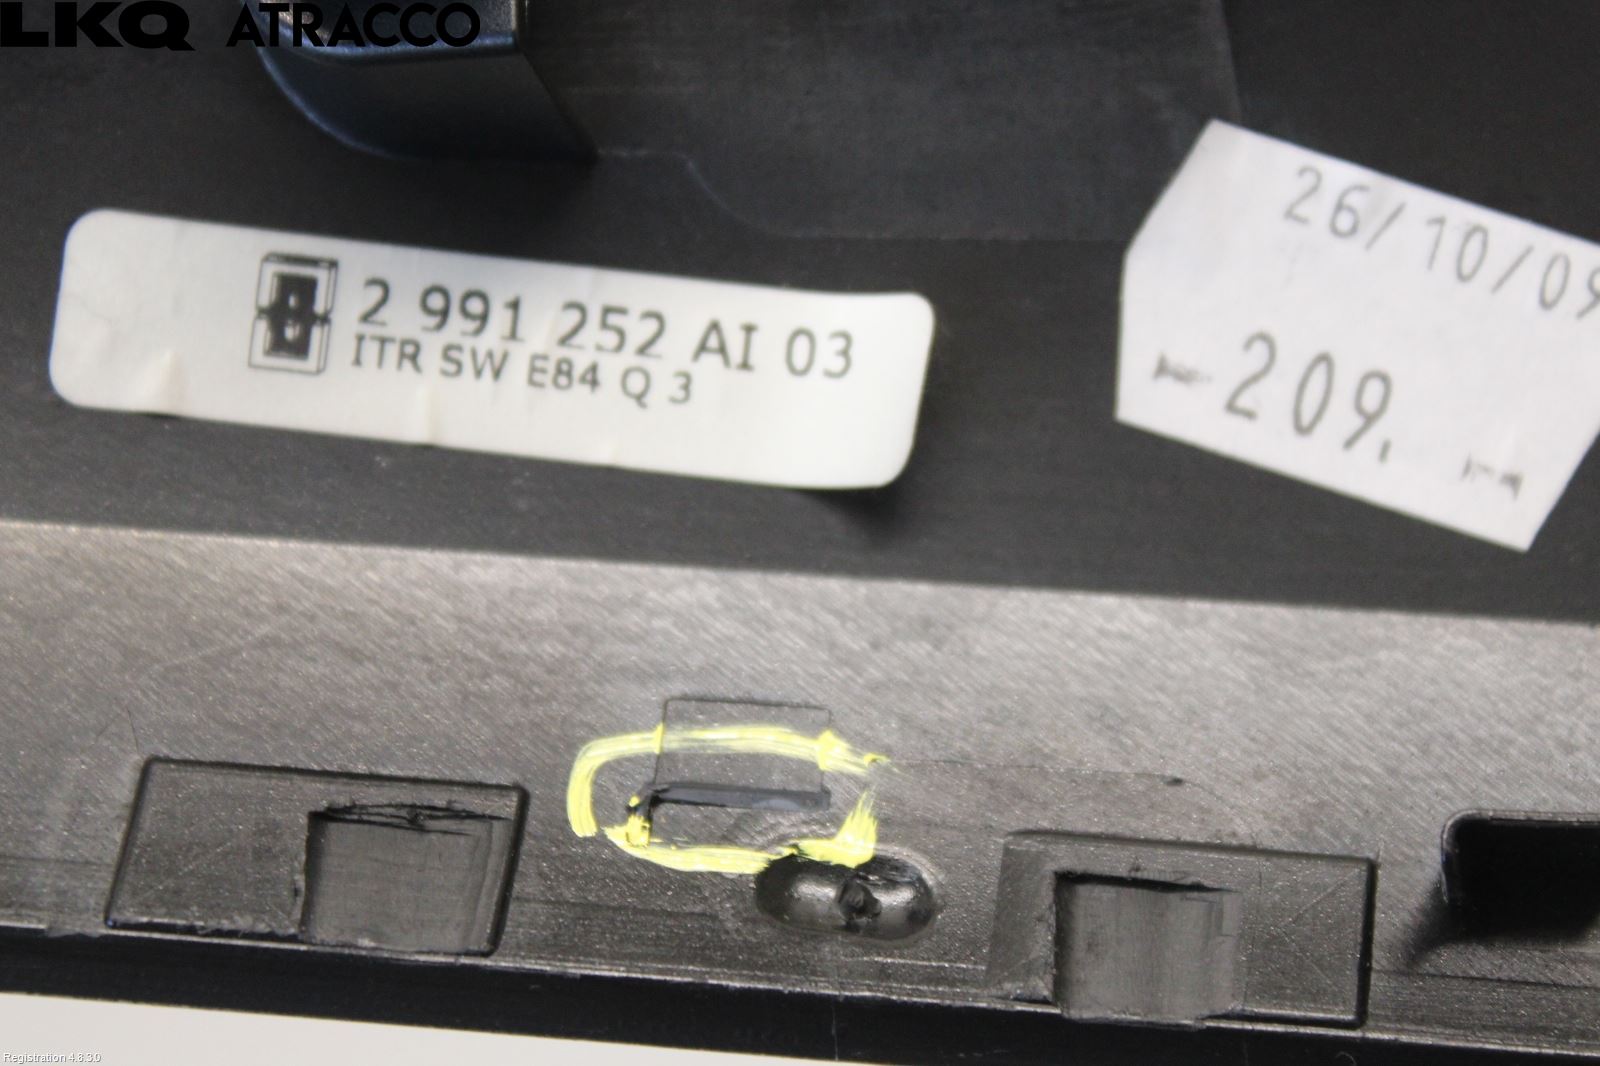 LKQ ATRACCO
2 991 252 AI 03
ITR SW E84 Q 3
26/10/09
209.
Registration 4.8.3.0